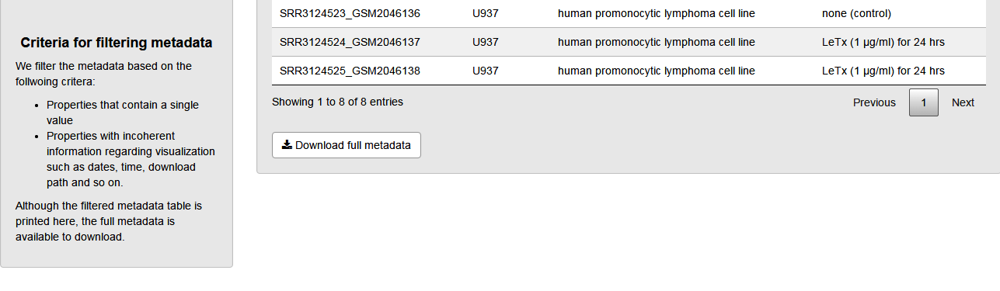 Criteria for filtering metadata
We filter the metadata based on the
follwoing critera:
Properties that contain a single
value
Properties with incoherent
information regarding visualization
such as dates, time, download
path and so on.
Although the filtered metadata table is
printed here, the full metadata is
available to download.
SRR3124523_GSM2046136 U937 human promonocytic lymphoma cell line none (control)
SRR3124524_GSM2046137 U937 human promonocytic lymphoma cell line LeTx (1 µg/ml) for 24 hrs
SRR3124525_GSM2046138 U937 human promonocytic lymphoma cell line LeTx (1 µg/ml) for 24 hrs
Showing 1 to 8 of 8 entries
Previous 1 Next
Download full metadata